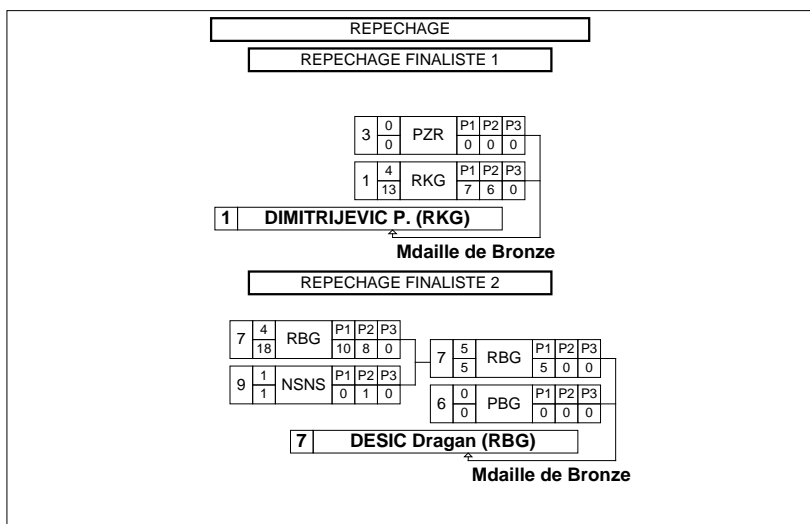 REPECHAGE
REPECHAGE FINALISTE 1
3 0 PZR P1 P2 P3
0 0 0 0
1 4 RKG P1 P2 P3
13 7 6 0
1 DIMITRIJEVIC P. (RKG)
Mdaille de Bronze
REPECHAGE FINALISTE 2
7 4 RBG P1 P2 P3
18 10 8 0
9 1 NSNS P1 P2 P3
1 0 1 0
7 5 RBG P1 P2 P3
5 5 0 0
6 0 PBG P1 P2 P3
0 0 0 0
7 DESIC Dragan (RBG)
Mdaille de Bronze